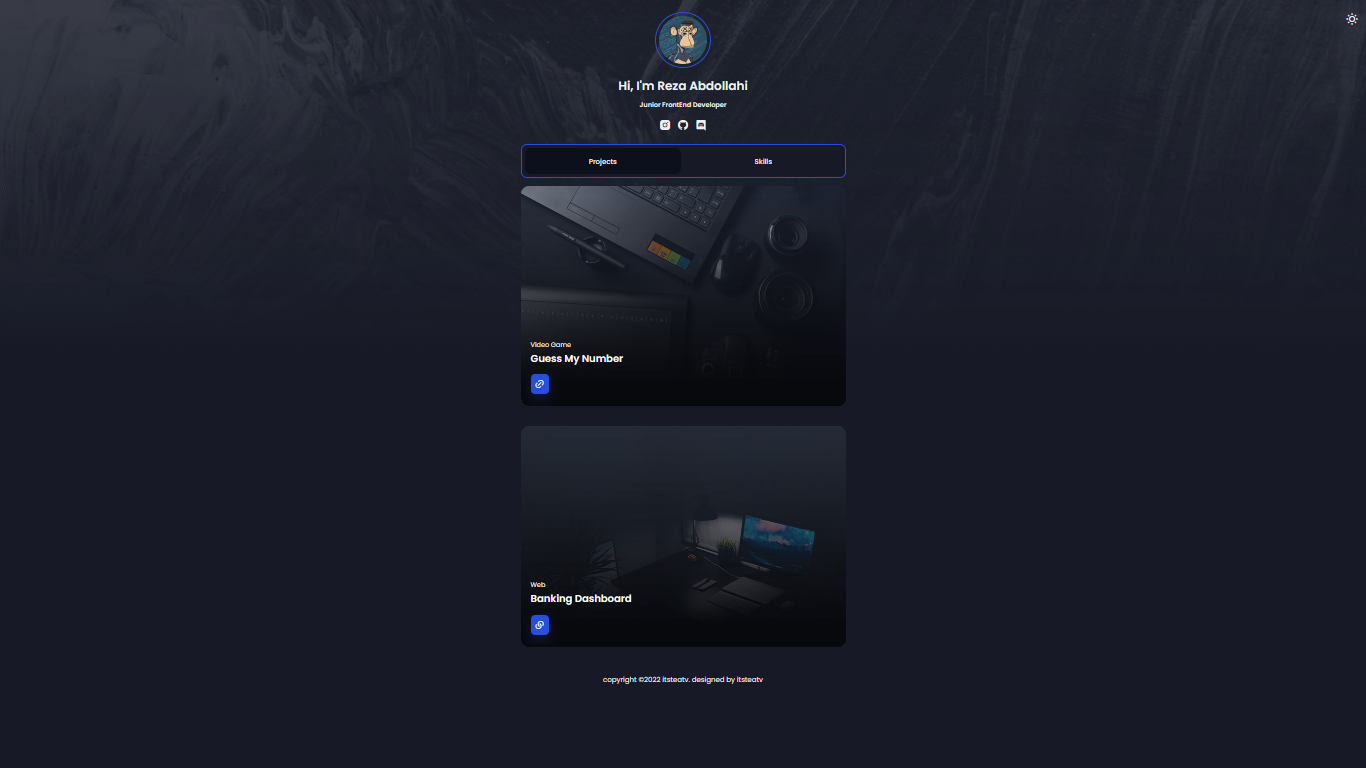 Hi, I'm Reza Abdollahi
Junior FrontEnd Developer
Projects
Skills
Video Game
Guess My Number
Web
Banking Dashboard
copyright ©2022 itsteatv. designed by itsteatv